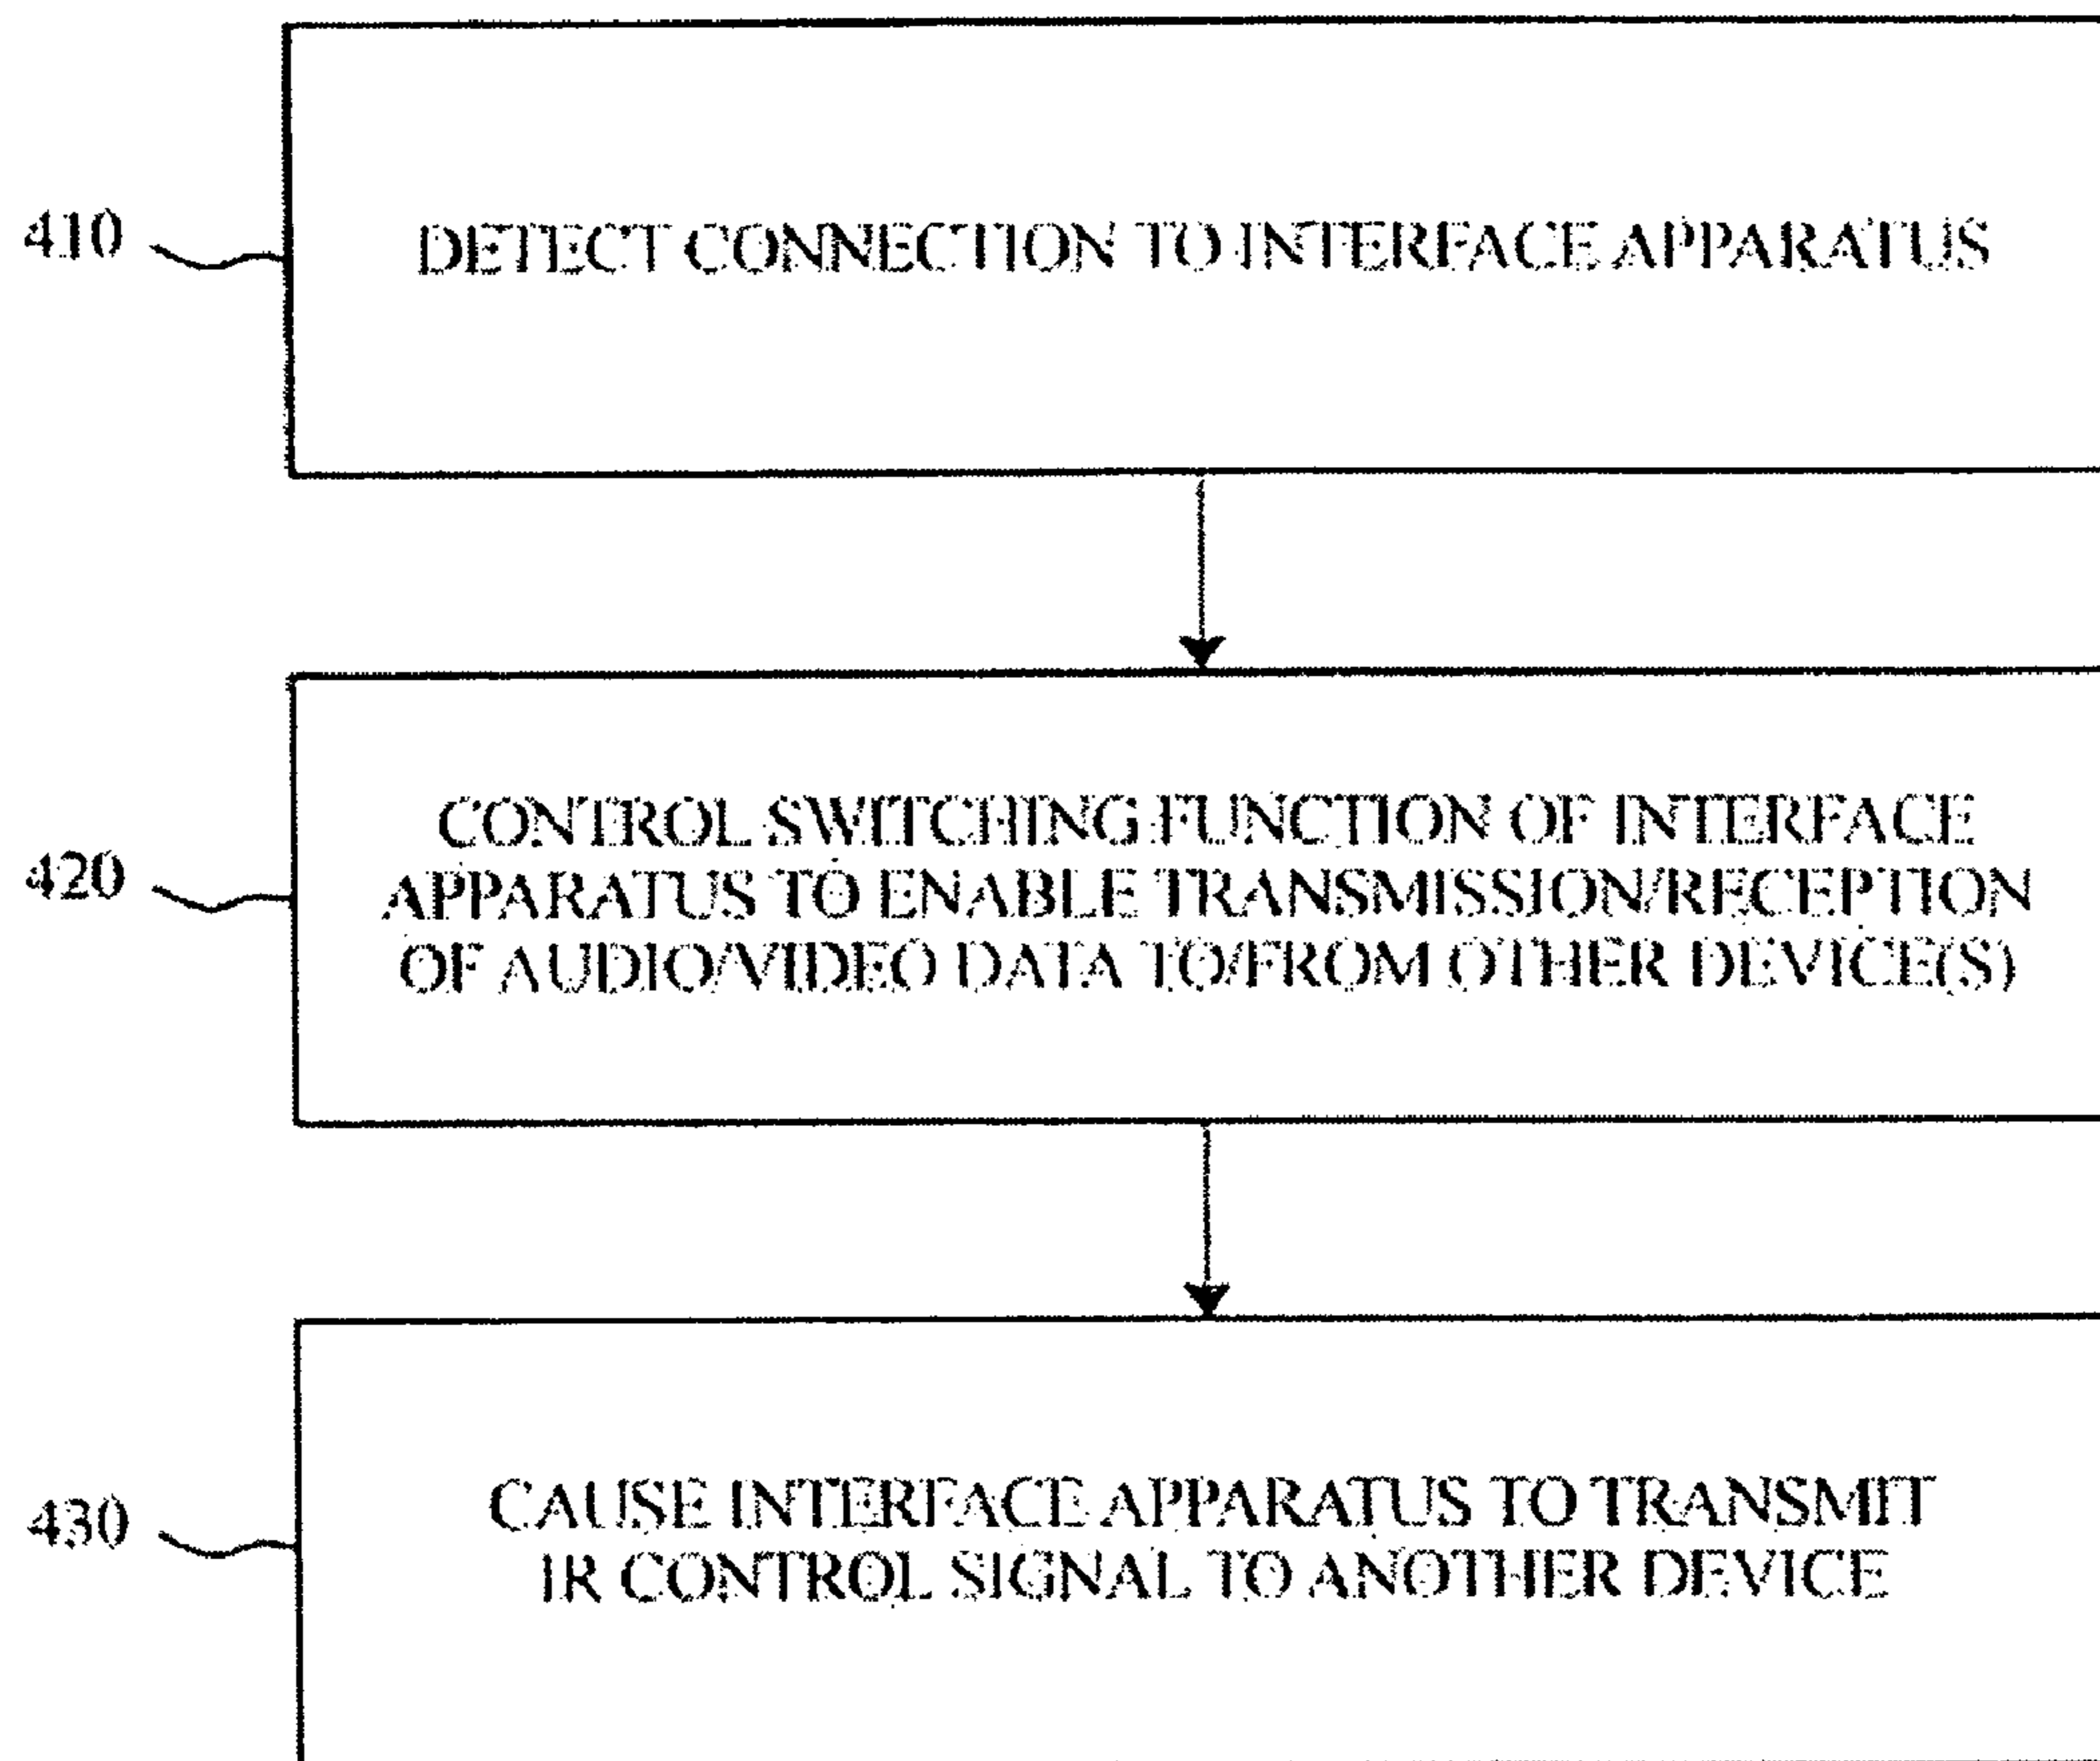 410
DETECT CONNECTION TO INTERFACE APPARATUS
420
CONTROL SWITCHING FUNCTION OF INTERFACE
APPARATUS TO ENABLE TRANSMISSION/RECEPTION
OF AUDIO/VIDEO DATA TO/FROM OTHER DEVICE(S)
430
CAUSE INTERFACE APPARATUS TO TRANSMIT
IR CONTROL SIGNAL TO ANOTHER DEVICE